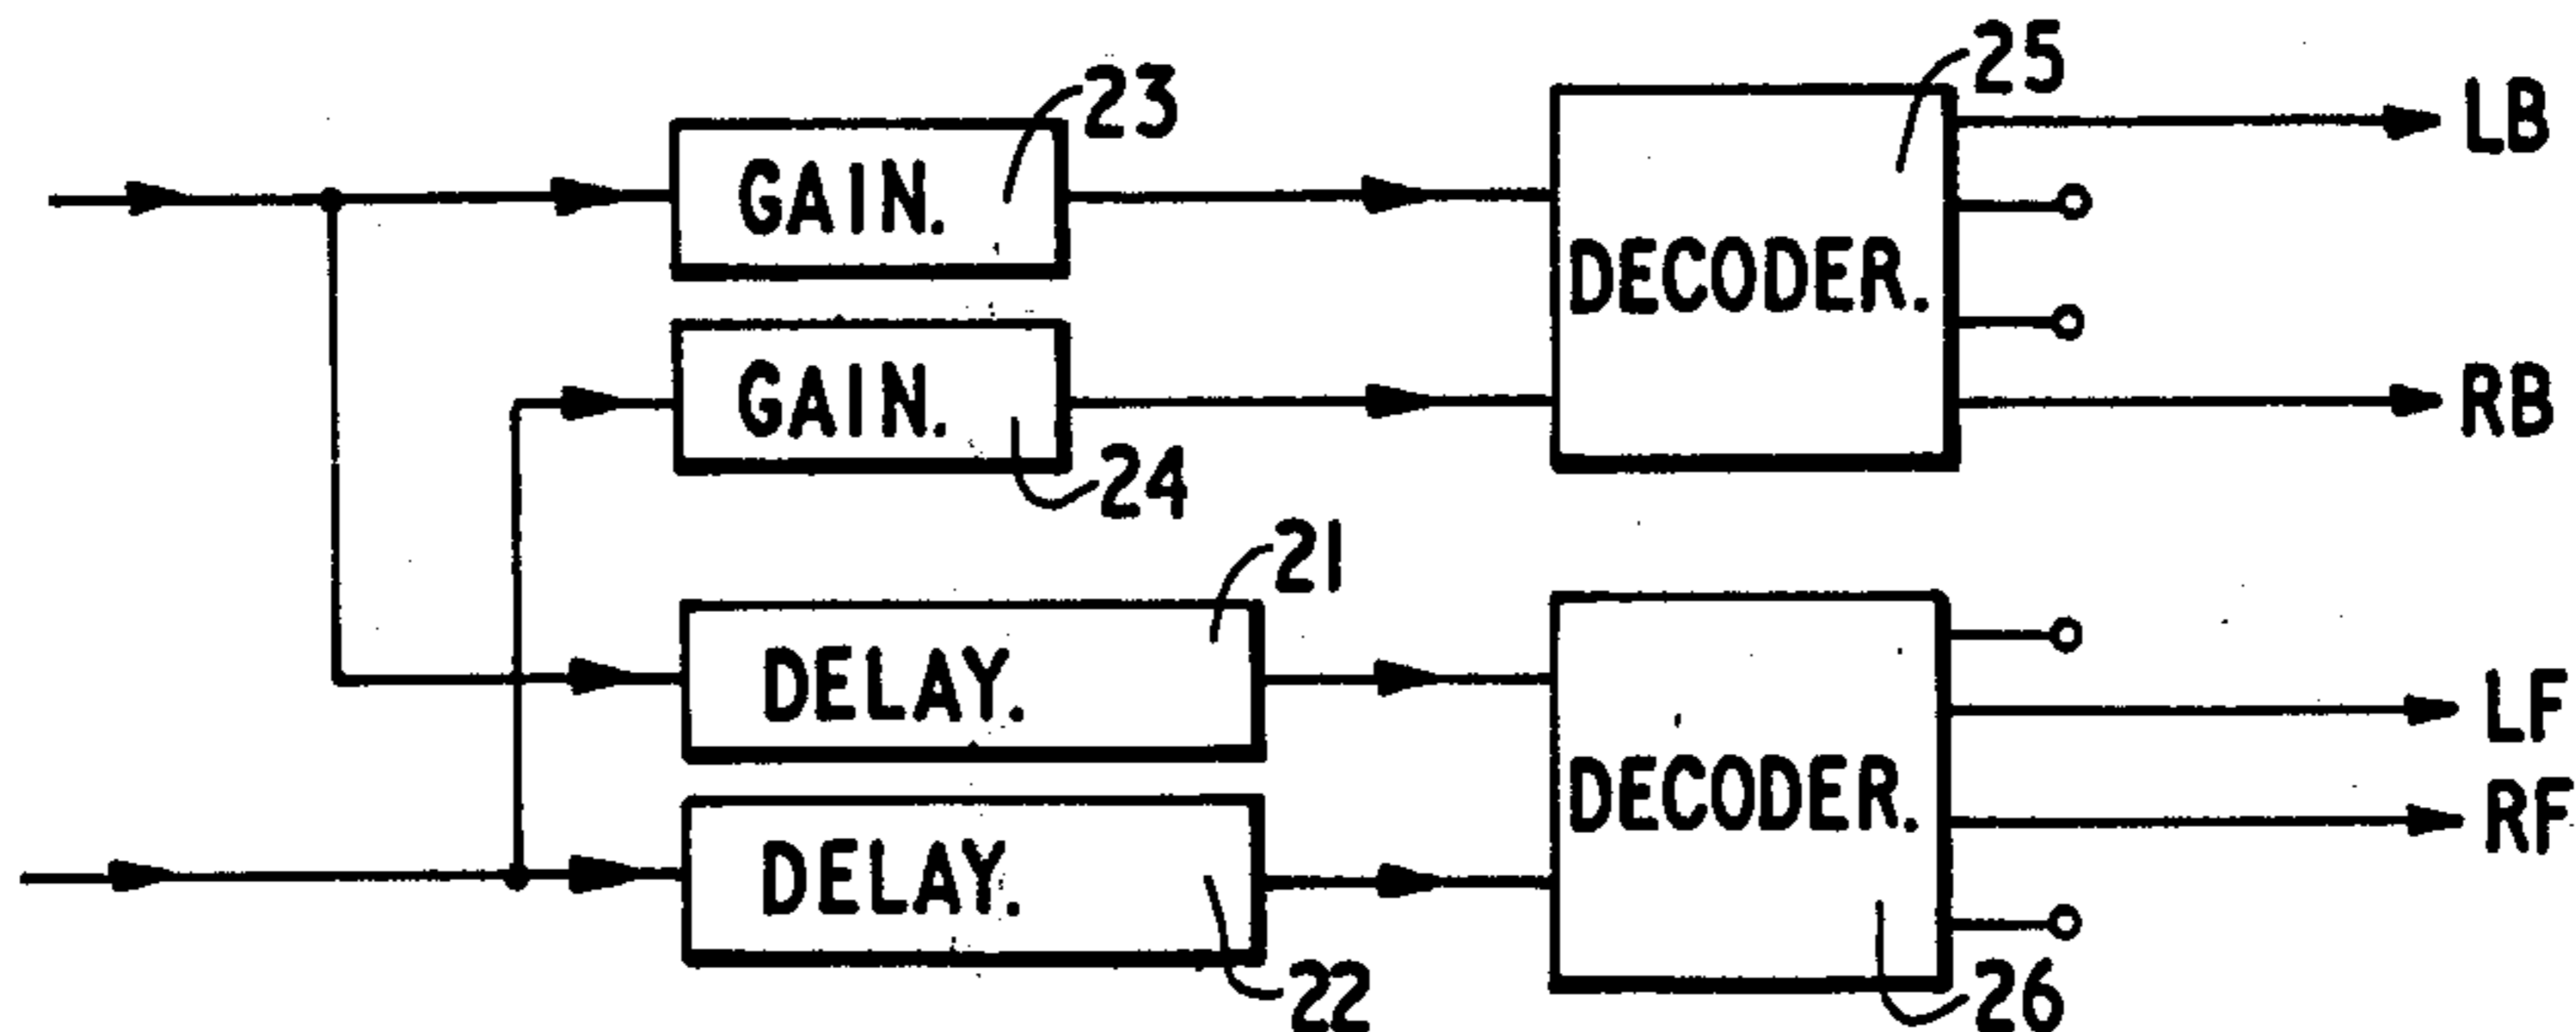 23
GAIN.
GAIN.
24
21
DELAY.
DELAY.
22
25
DECODER.
LB
RB
DECODER.
LF
RF
26